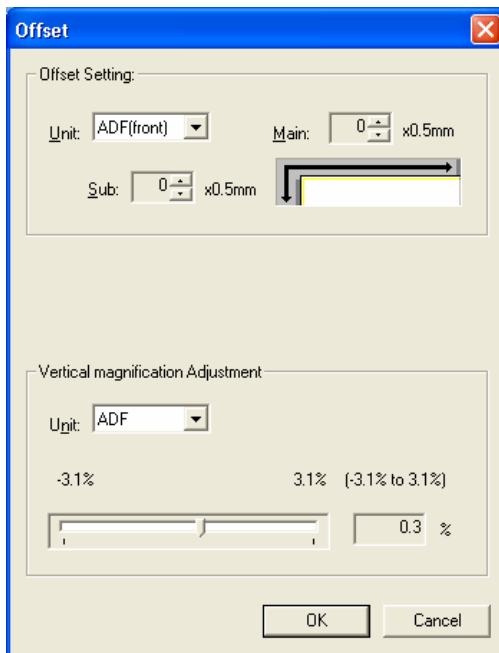 Offset
Offset Setting:
Unit: ADF(front) Main: 0 x0.5mm
Sub: 0 x0.5mm
Vertical magnification Adjustment
Unit: ADF
-3.1% 3.1% (-3.1% to 3.1%)
0.3 %
OK Cancel